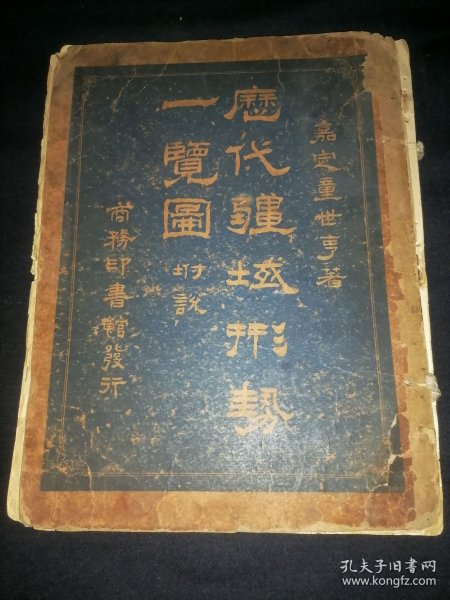 嘉定童世亨著
歷代疆域形勢
一覽圖附說
商務印書館發行
孔夫子旧书网
www.kongfz.com